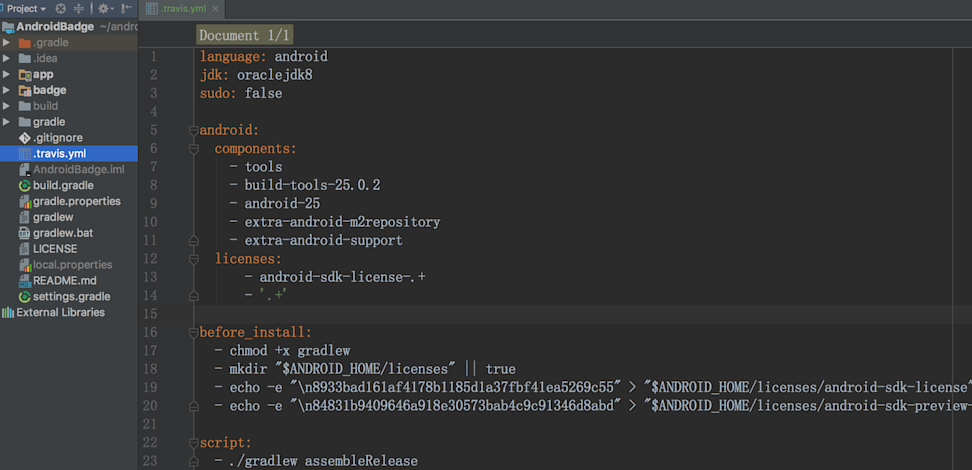 Project
AndroidBadge ~/andro
.gradle
.idea
app
badge
build
gradle
.gitignore
.travis.yml
AndroidBadge.iml
build.gradle
gradle.properties
gradlew
gradlew.bat
LICENSE
local.properties
README.md
settings.gradle
External Libraries
.travis.yml
Document 1/1
1 language: android
2 jdk: oraclejdk8
3 sudo: false
4
5 android:
6 components:
7 - tools
8 - build-tools-25.0.2
9 - android-25
10 - extra-android-m2repository
11 - extra-android-support
12 licenses:
13 - android-sdk-license-.+
14 - '.+'
15
16 before_install:
17 - chmod +x gradlew
18 - mkdir "$ANDROID_HOME/licenses" || true
19 - echo -e "\n8933bad161af4178b1185d1a37fbf41ea5269c55" > "$ANDROID_HOME/licenses/android-sdk-license"
20 - echo -e "\n84831b9409646a918e30573bab4c9c91346d8abd" > "$ANDROID_HOME/licenses/android-sdk-preview-
21
22 script:
23 - ./gradlew assembleRelease